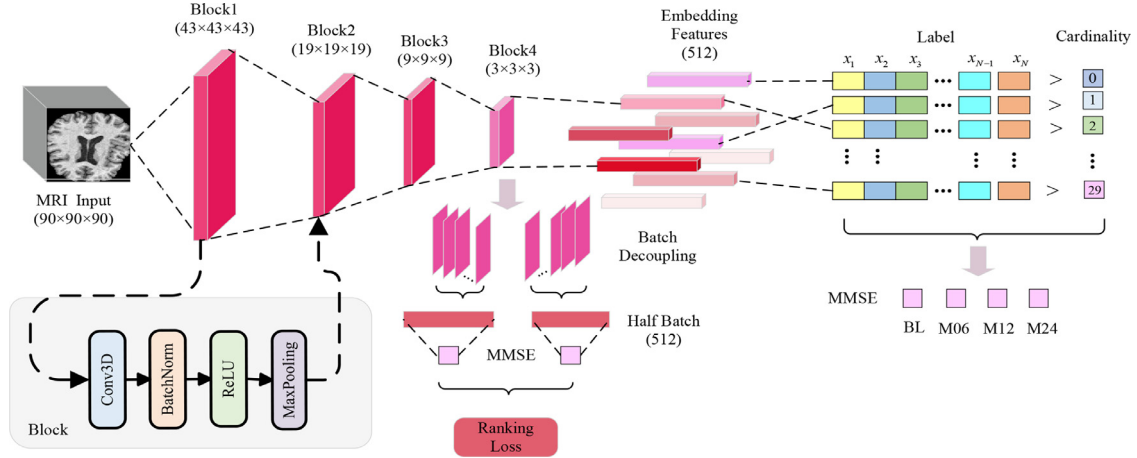 Block1
(43×43×43)
Block2
(19×19×19)
Block3
(9×9×9)
Block4
(3×3×3)
Embedding
Features
(512)
Label
Cardinality
x1 x2 x3 ••• xN−1 xN
> 0
> 1
> 2
> 29
MRI Input
(90×90×90)
Batch
Decoupling
Half Batch
(512)
MMSE
Ranking
Loss
MMSE
BL M06 M12 M24
Conv3D
BatchNorm
ReLU
MaxPooling
Block